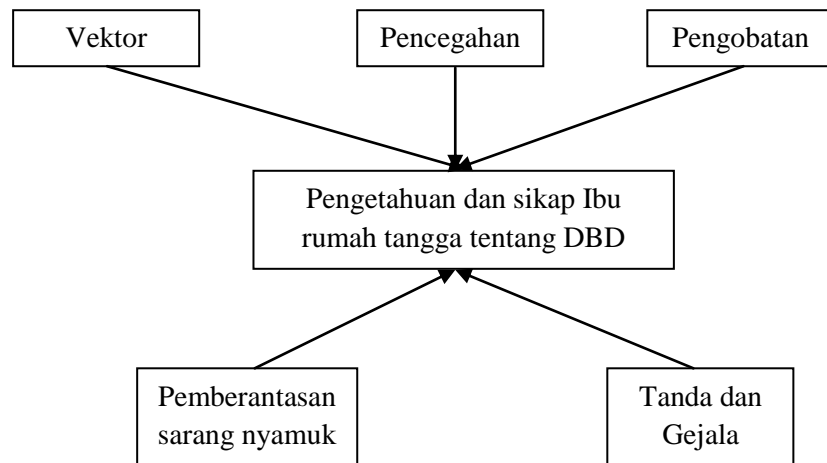 Vektor
Pencegahan
Pengobatan
Pengetahuan dan sikap Ibu
rumah tangga tentang DBD
Pemberantasan
sarang nyamuk
Tanda dan
Gejala